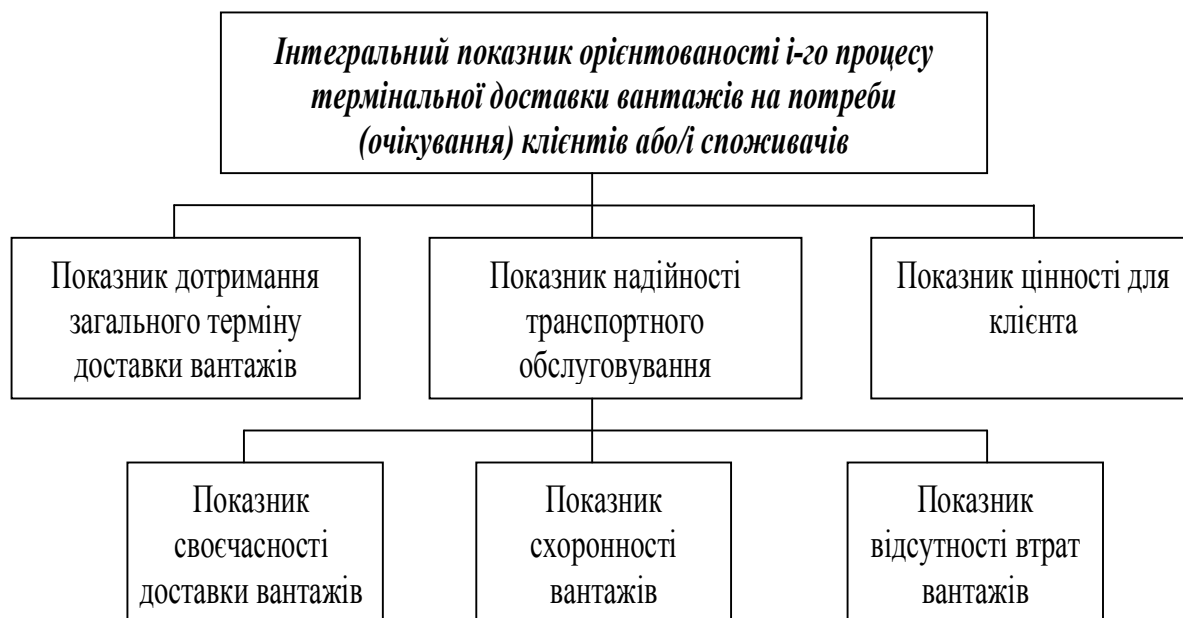 Інтегральний показник орієнтованості і-го процесу
термінальної доставки вантажів на потреби
(очікування) клієнтів або/і споживачів
Показник дотримання
загального терміну
доставки вантажів
Показник надійності
транспортного
обслуговування
Показник цінності для
клієнта
Показник
своєчасності
доставки вантажів
Показник
схоронності
вантажів
Показник
відсутності втрат
вантажів